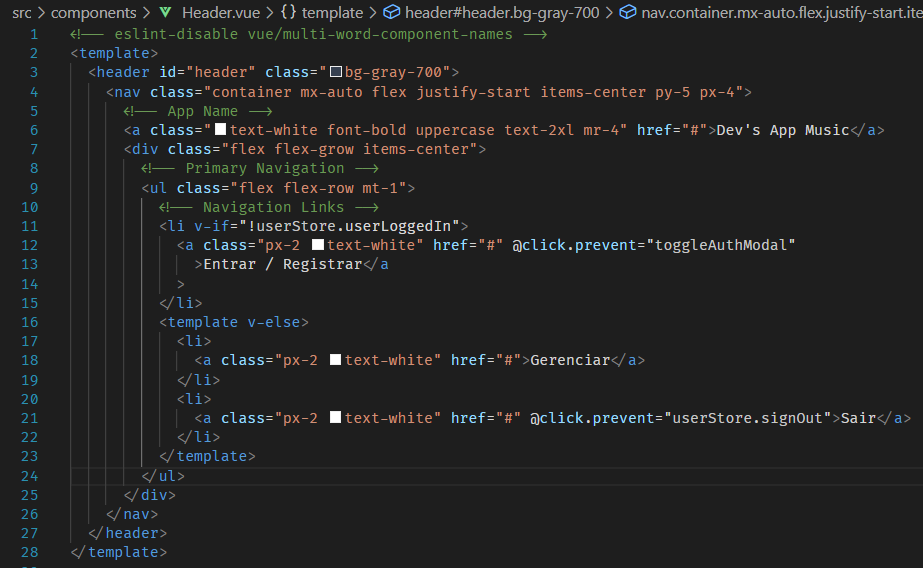 src > components > Header.vue > {} template > header#header.bg-gray-700 > nav.container.mx-auto.flex.justify-start.ite
1 <!-- eslint-disable vue/multi-word-component-names -->
2 <template>
3 <header id="header" class="bg-gray-700">
4 <nav class="container mx-auto flex justify-start items-center py-5 px-4">
5 <!-- App Name -->
6 <a class="text-white font-bold uppercase text-2xl mr-4" href="#">Dev's App Music</a>
7 <div class="flex flex-grow items-center">
8 <!-- Primary Navigation -->
9 <ul class="flex flex-row mt-1">
10 <!-- Navigation Links -->
11 <li v-if="!userStore.userLoggedIn">
12 <a class="px-2 text-white" href="#" @click.prevent="toggleAuthModal"
13 >Entrar / Registrar</a
14 >
15 </li>
16 <template v-else>
17 <li>
18 <a class="px-2 text-white" href="#">Gerenciar</a>
19 </li>
20 <li>
21 <a class="px-2 text-white" href="#" @click.prevent="userStore.signOut">Sair</a>
22 </li>
23 </template>
24 </ul>
25 </div>
26 </nav>
27 </header>
28 </template>